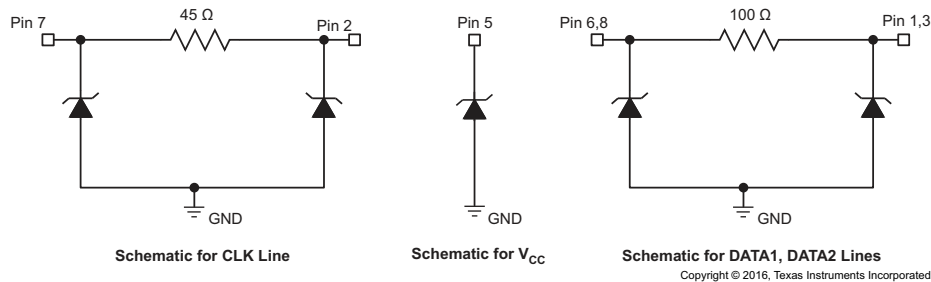 Pin 7
45 Ω
Pin 2
GND
Schematic for CLK Line
Pin 5
GND
Schematic for VCC
Pin 6,8
100 Ω
Pin 1,3
GND
Schematic for DATA1, DATA2 Lines
Copyright © 2016, Texas Instruments Incorporated